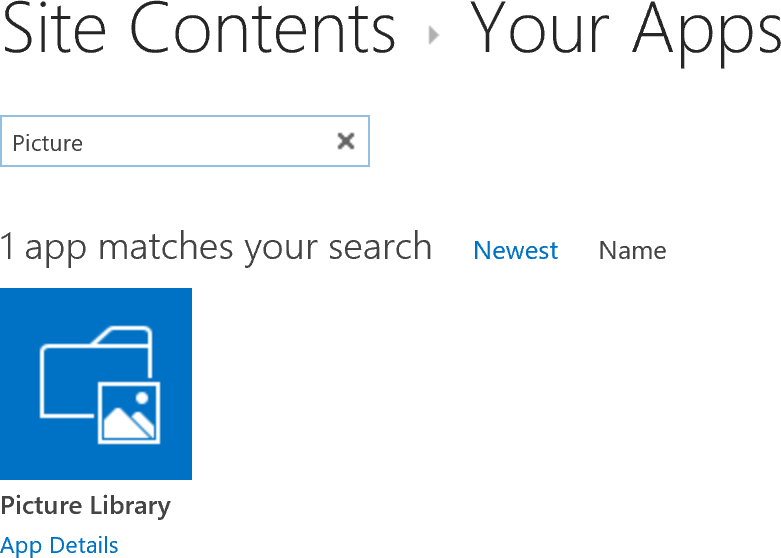 Site Contents ▸ Your Apps
Picture
1 app matches your search Newest Name
Picture Library
App Details